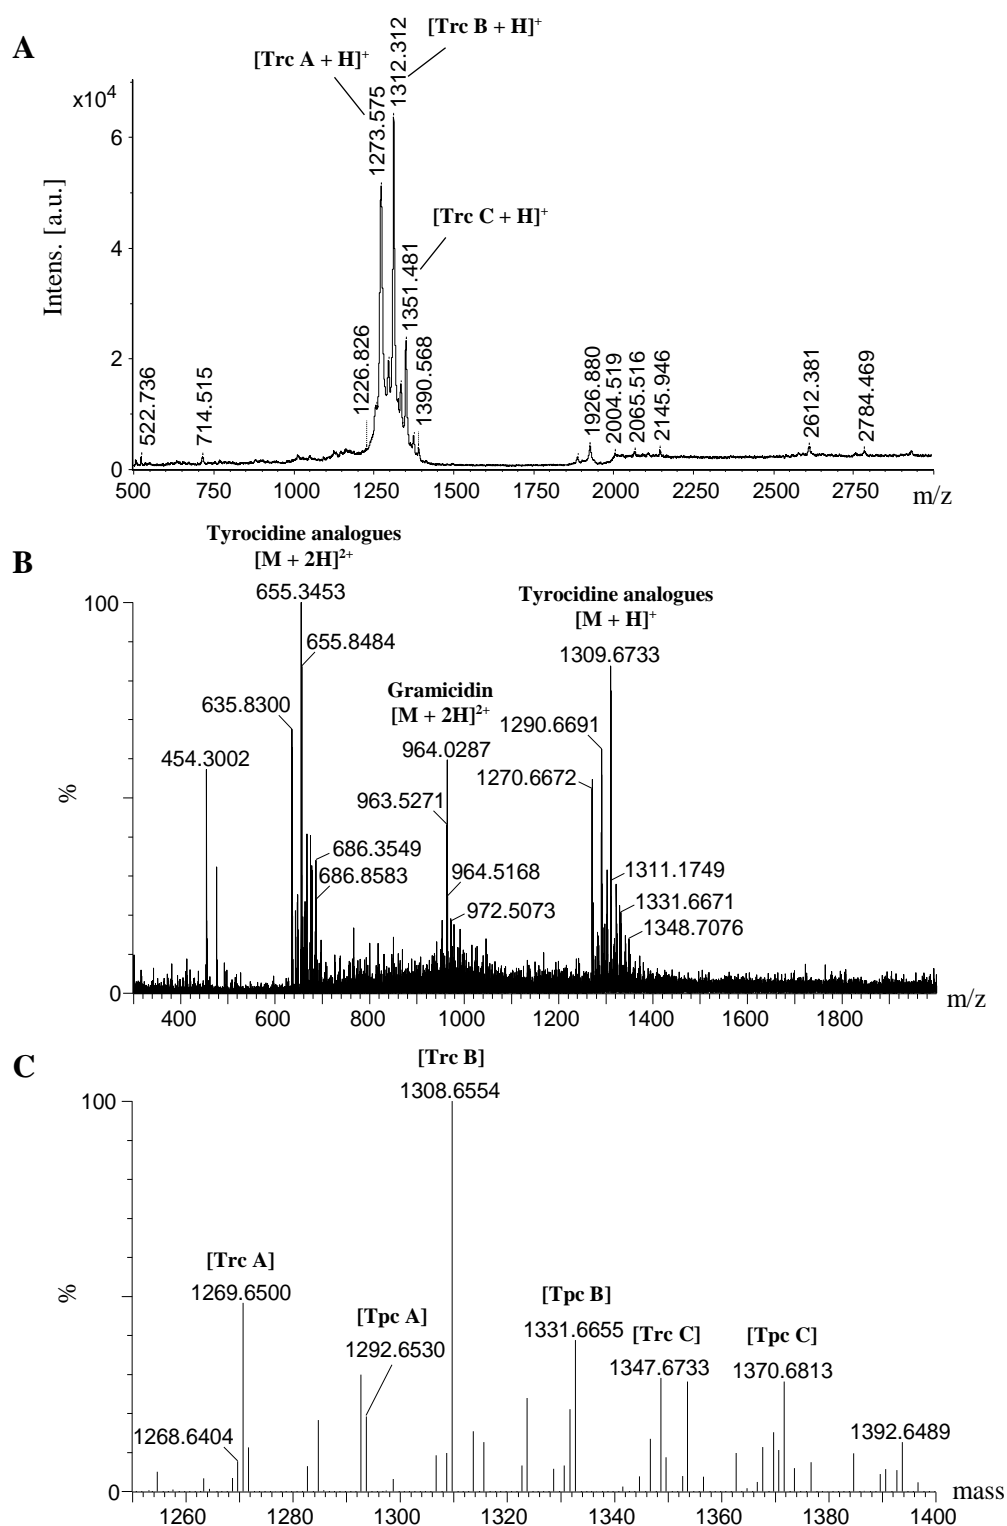 A
[Trc A + H]+
[Trc B + H]+
[Trc C + H]+
x10^4
Intens. [a.u.]
6
4
2
0
522.736
714.515
1226.826
1273.575
1312.312
1351.481
1390.568
1926.880
2004.519
2065.516
2145.946
2612.381
2784.469
500 750 1000 1250 1500 1750 2000 2250 2500 2750 m/z
B
Tyrocidine analogues
[M + 2H]2+
655.3453
655.8484
635.8300
454.3002
686.3549
686.8583
Gramicidin
[M + 2H]2+
964.0287
963.5271
964.5168
972.5073
Tyrocidine analogues
[M + H]+
1309.6733
1290.6691
1270.6672
1311.1749
1331.6671
1348.7076
100
%
0
400 600 800 1000 1200 1400 1600 1800 m/z
C
[Trc B]
1308.6554
[Trc A]
1269.6500
[Tpc A]
1292.6530
[Tpc B]
1331.6655
[Trc C]
1347.6733
[Tpc C]
1370.6813
1268.6404
1392.6489
100
%
0
1260 1280 1300 1320 1340 1360 1380 1400 mass